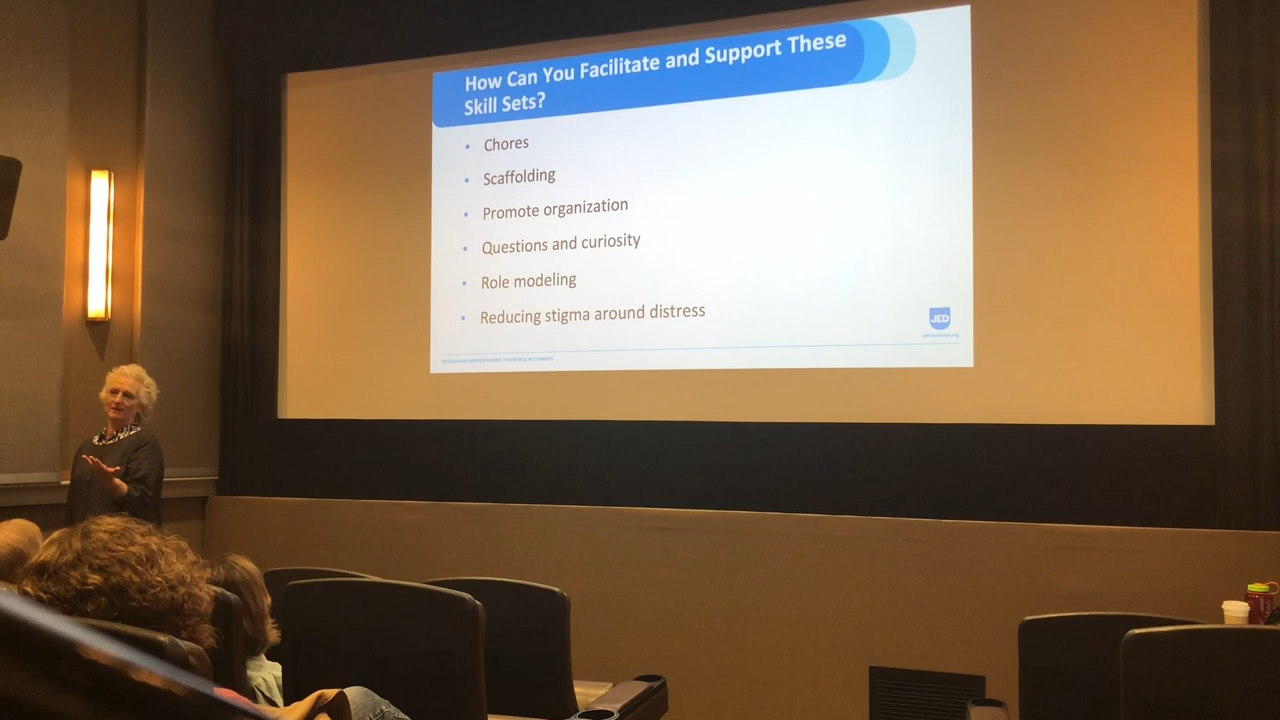 How Can You Facilitate and Support These
Skill Sets?
• Chores
• Scaffolding
• Promote organization
• Questions and curiosity
• Role modeling
• Reducing stigma around distress
JED